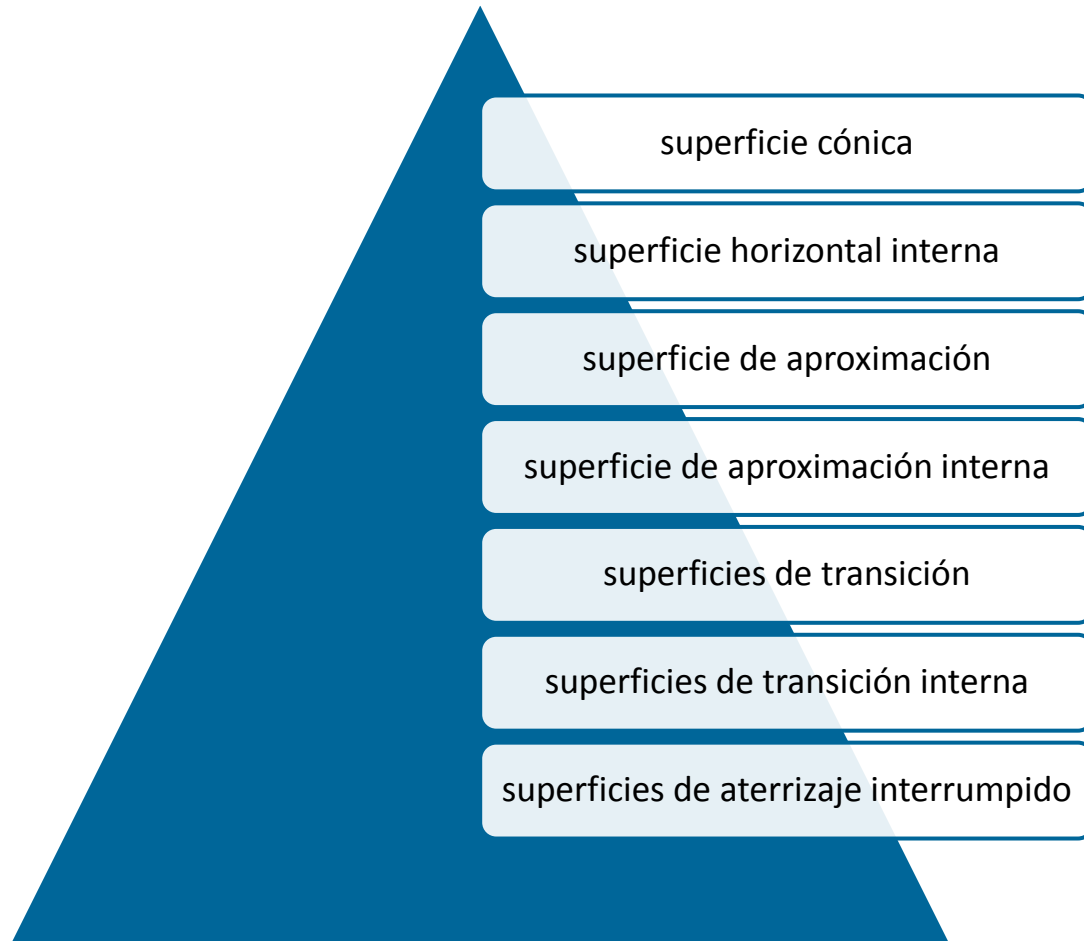 superficie cónica
superficie horizontal interna
superficie de aproximación
superficie de aproximación interna
superficies de transición
superficies de transición interna
superficies de aterrizaje interrumpido